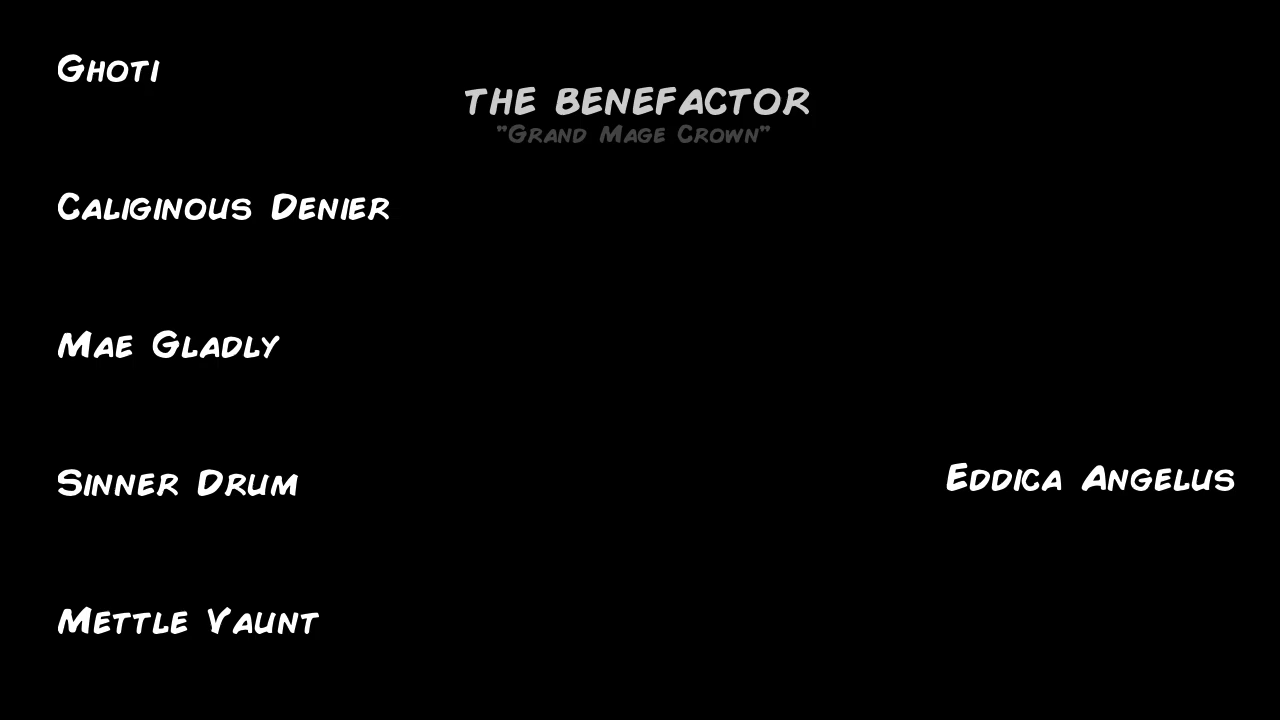 Ghoti
THE BENEFACTOR
"Grand Mage Crown"
Caliginous Denier
Mae Gladly
Sinner Drum
Eddica Angelus
Mettle Vaunt